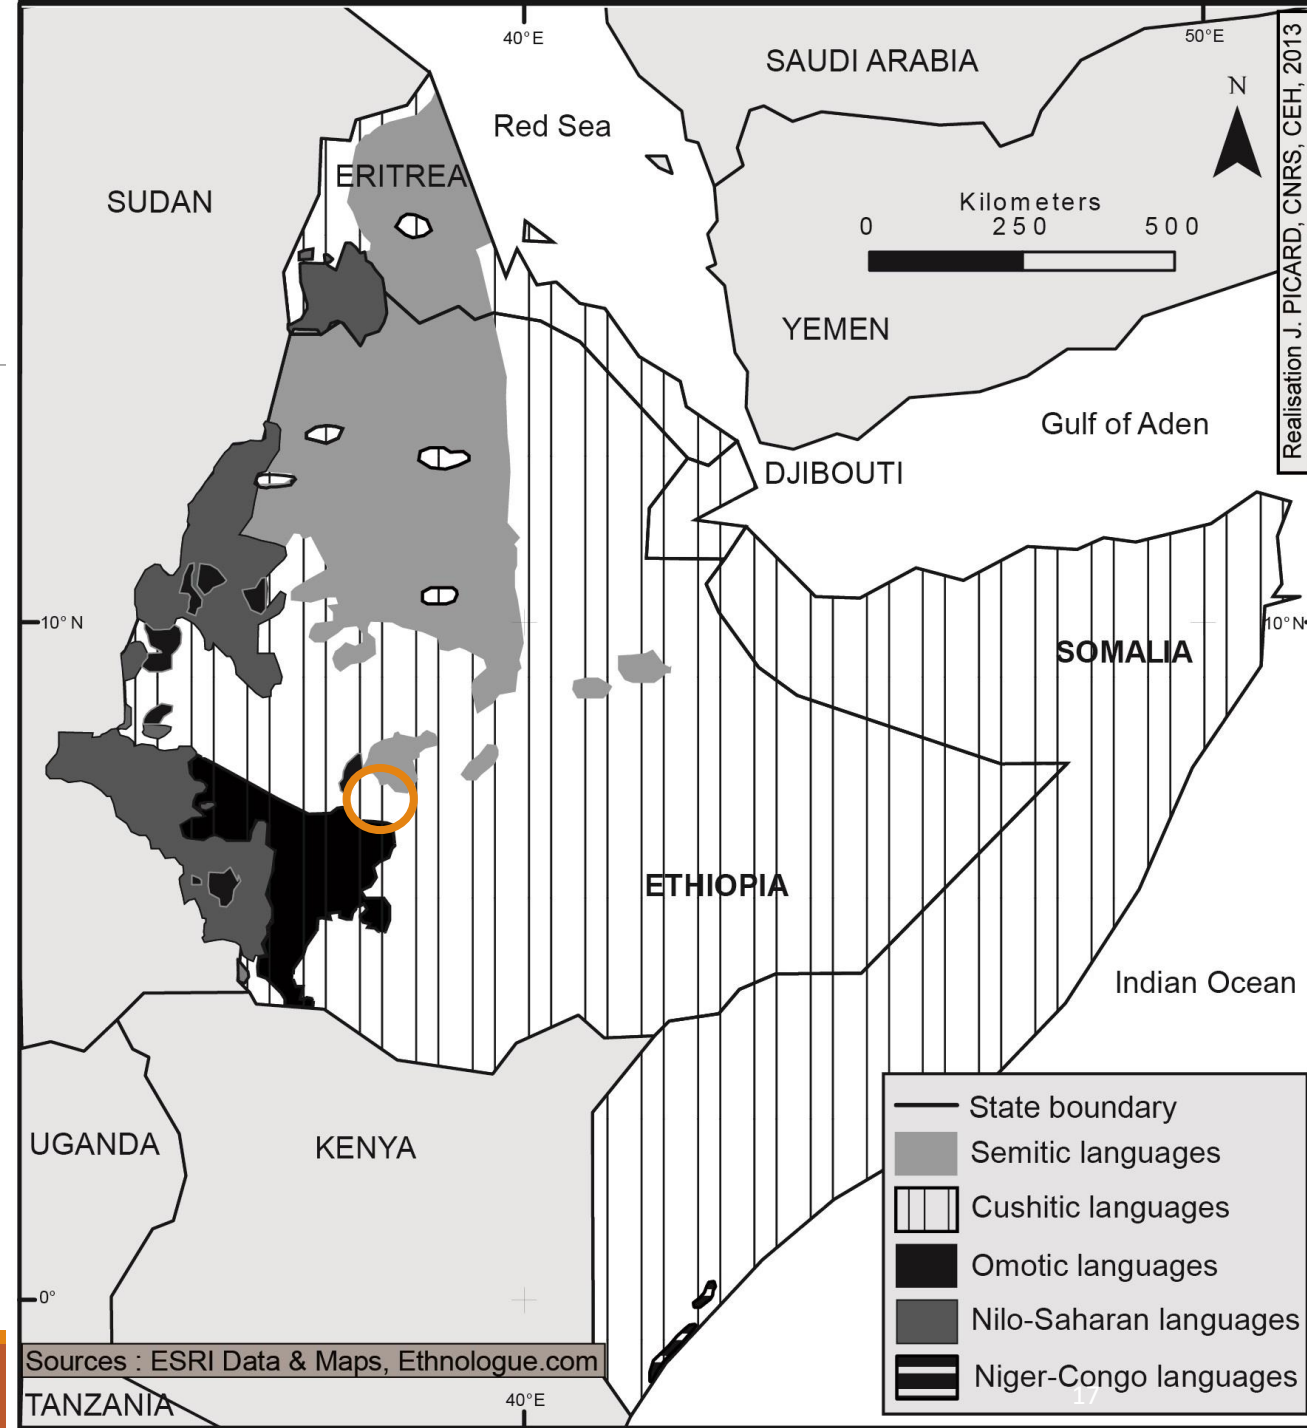 40°E
50°E
SAUDI ARABIA
Realisation J. PICARD, CNRS, CEH, 2013
N
Red Sea
ERITREA
SUDAN
Kilometers
0 250 500
YEMEN
Gulf of Aden
DJIBOUTI
10° N
10°N
SOMALIA
ETHIOPIA
Indian Ocean
State boundary
UGANDA
KENYA
Semitic languages
Cushitic languages
Omotic languages
0°
Nilo-Saharan languages
Sources : ESRI Data & Maps, Ethnologue.com
Niger-Congo languages
17
TANZANIA
40°E